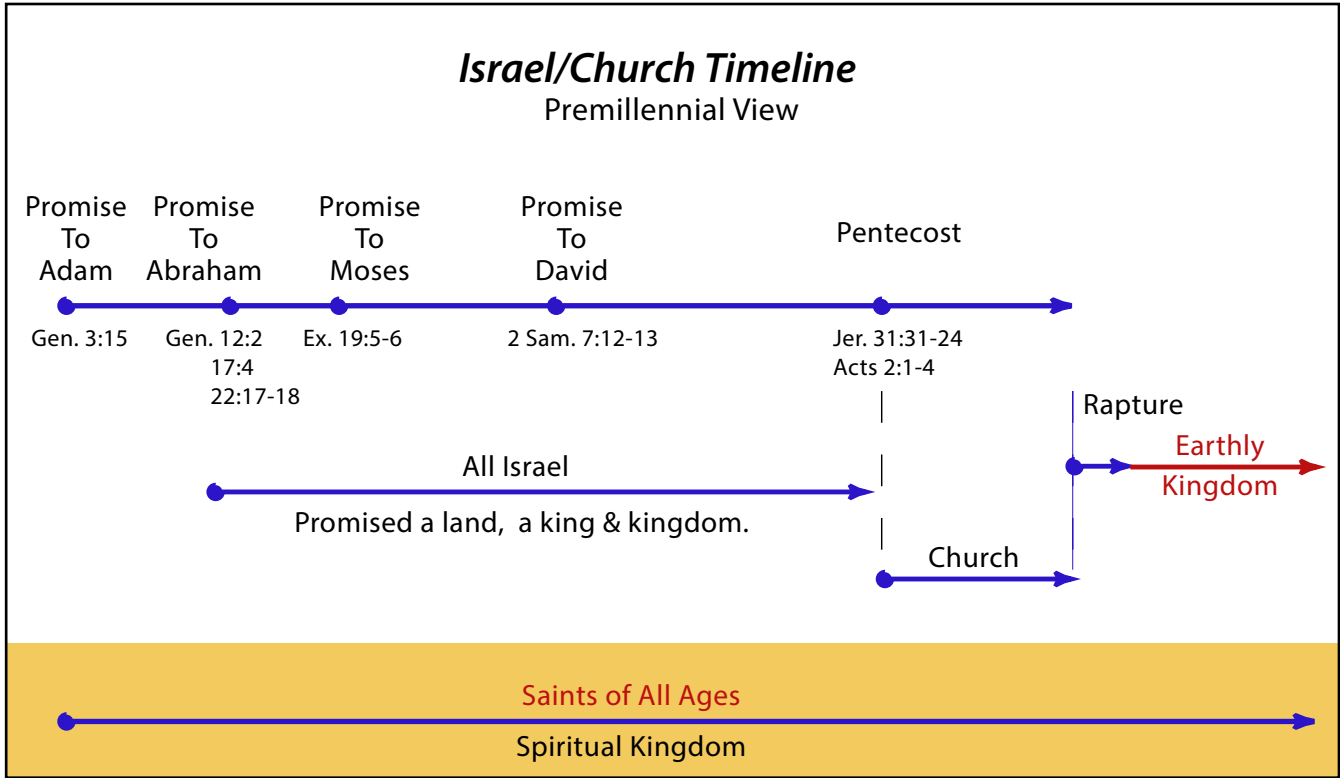 Israel/Church Timeline
Premillennial View
Promise To Adam
Promise To Abraham
Promise To Moses
Promise To David
Pentecost
Gen. 3:15
Gen. 12:2
17:4
22:17-18
Ex. 19:5-6
2 Sam. 7:12-13
Jer. 31:31-24
Acts 2:1-4
Rapture
Earthly
Kingdom
All Israel
Promised a land, a king & kingdom.
Church
Saints of All Ages
Spiritual Kingdom